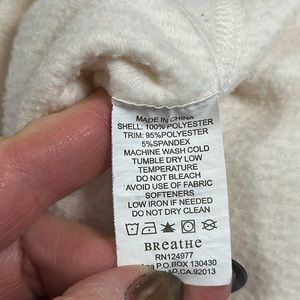 MADE IN CHINA
SHELL: 100% POLYESTER
TRIM: 95%POLYESTER
5%SPANDEX
MACHINE WASH COLD
TUMBLE DRY LOW
TEMPERATURE
DO NOT BLEACH
AVOID USE OF FABRIC
SOFTENERS
LOW IRON IF NEEDED
DO NOT DRY CLEAN
BREATHE
RN124977
P.O.BOX 130430
CA.92013